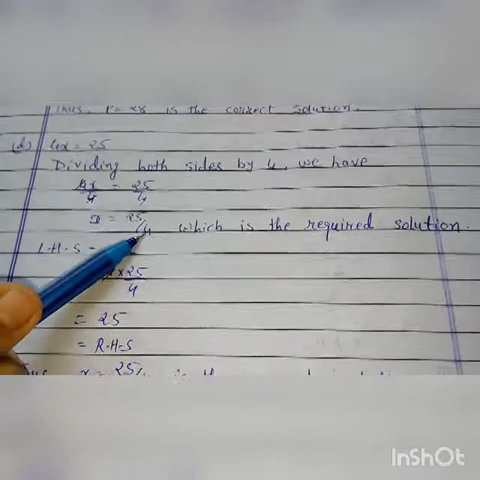 Thus, P = 28 is the correct solution.
(d) 4x = 25
Dividing both sides by 4, we have
4x/4 = 25/4
x = 25/4 which is the required solution.
L.H.S =
x 25/4
= 25
= R.H.S
x = 25/
InShOt